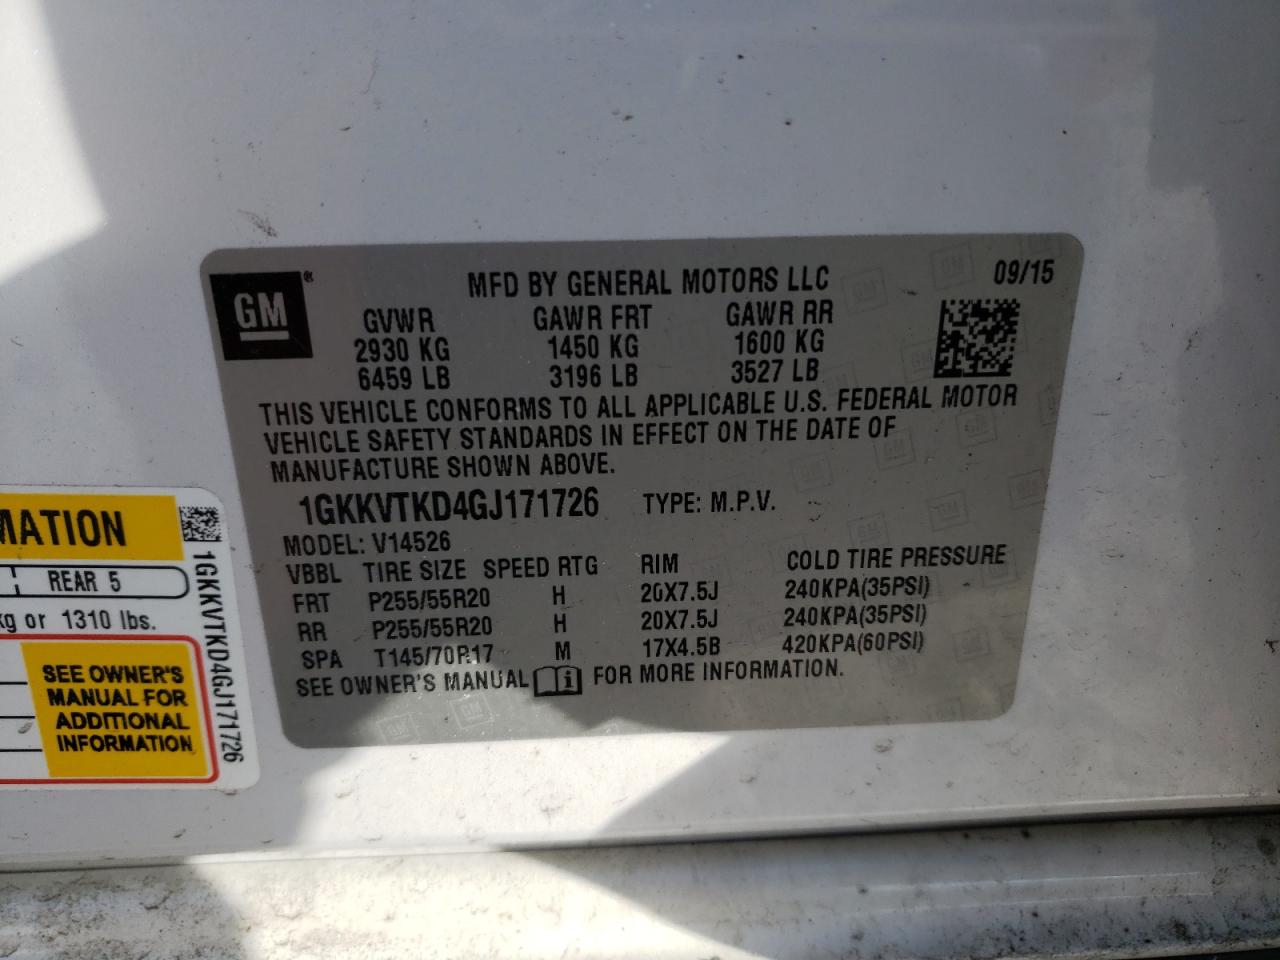 GM ®
MFD BY GENERAL MOTORS LLC 09/15
GVWR GAWR FRT GAWR RR
2930 KG 1450 KG 1600 KG
6459 LB 3196 LB 3527 LB
THIS VEHICLE CONFORMS TO ALL APPLICABLE U.S. FEDERAL MOTOR
VEHICLE SAFETY STANDARDS IN EFFECT ON THE DATE OF
MANUFACTURE SHOWN ABOVE.
1GKKVTKD4GJ171726 TYPE: M.P.V.
MODEL: V14526
VBBL TIRE SIZE SPEED RTG RIM COLD TIRE PRESSURE
FRT P255/55R20 H 20X7.5J 240KPA(35PSI)
RR P255/55R20 H 20X7.5J 240KPA(35PSI)
SPA T145/70R17 M 17X4.5B 420KPA(60PSI)
SEE OWNER'S MANUAL i FOR MORE INFORMATION.
MATION
REAR 5
kg or 1310 lbs.
SEE OWNER'S
MANUAL FOR
ADDITIONAL
INFORMATION
1GKKVTKD4GJ171726